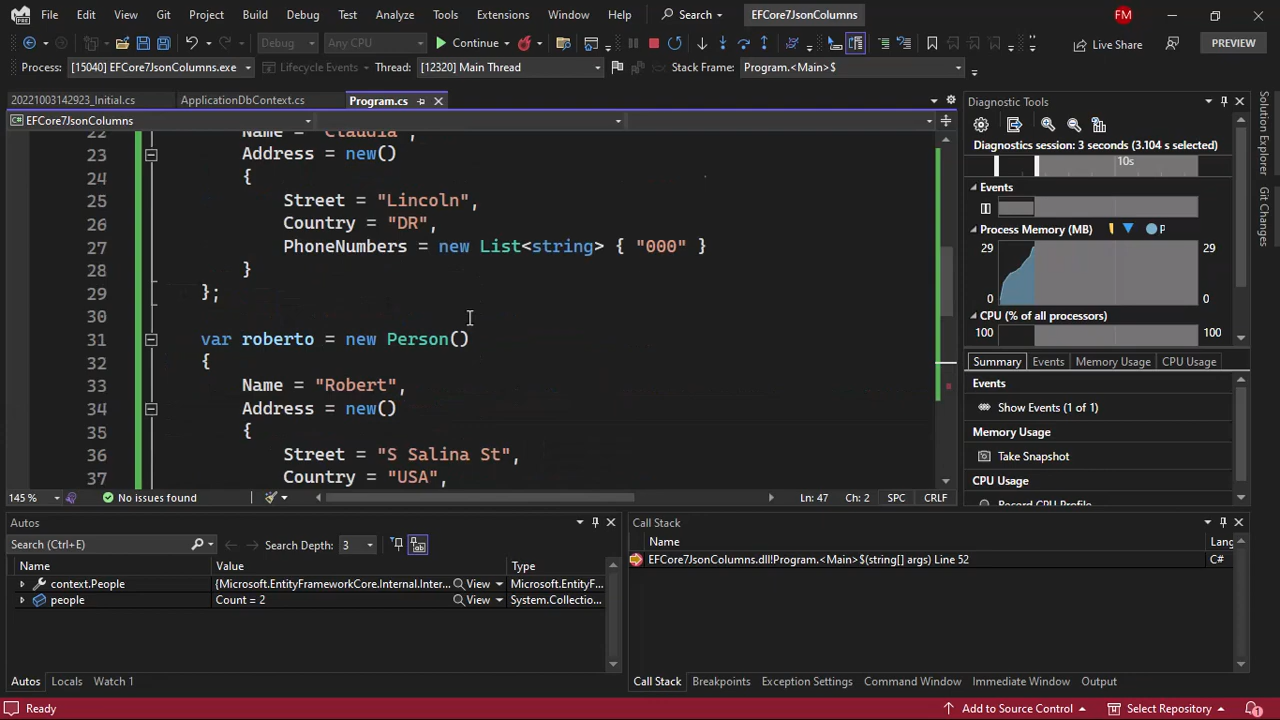 File Edit View Git Project Build Debug Test Analyze Tools Extensions Window Help Search EFCore7JsonColumns FM
Debug Any CPU Continue Live Share PREVIEW
Process: [15040] EFCore7JsonColumns.exe Lifecycle Events Thread: [12320] Main Thread Stack Frame: Program.<Main>$
20221003142923_Initial.cs ApplicationDbContext.cs Program.cs
EFCore7JsonColumns
22 Name = "Claudia",
23 Address = new()
24 {
25 Street = "Lincoln",
26 Country = "DR",
27 PhoneNumbers = new List<string> { "000" }
28 }
29 };
30
31 var roberto = new Person()
32 {
33 Name = "Robert",
34 Address = new()
35 {
36 Street = "S Salina St",
37 Country = "USA",
145 % No issues found Ln: 47 Ch: 2 SPC CRLF
Diagnostic Tools
Diagnostics session: 3 seconds (3.104 s selected)
10s
Events
Process Memory (MB) P
29 29
0 0
CPU (% of all processors)
100 100
Summary Events Memory Usage CPU Usage
Events
Show Events (1 of 1)
Memory Usage
Take Snapshot
CPU Usage
Record CPU Profile
Solution Explorer
Git Changes
Autos
Search (Ctrl+E) Search Depth: 3
Name Value Type
context.People {Microsoft.EntityFrameworkCore.Internal.Inter... View Microsoft.EntityF...
people Count = 2 View System.Collectio...
Autos Locals Watch 1
Call Stack
Name Lang
EFCore7JsonColumns.dll!Program.<Main>$(string[] args) Line 52 C#
Call Stack Breakpoints Exception Settings Command Window Immediate Window Output
Ready Add to Source Control Select Repository 1